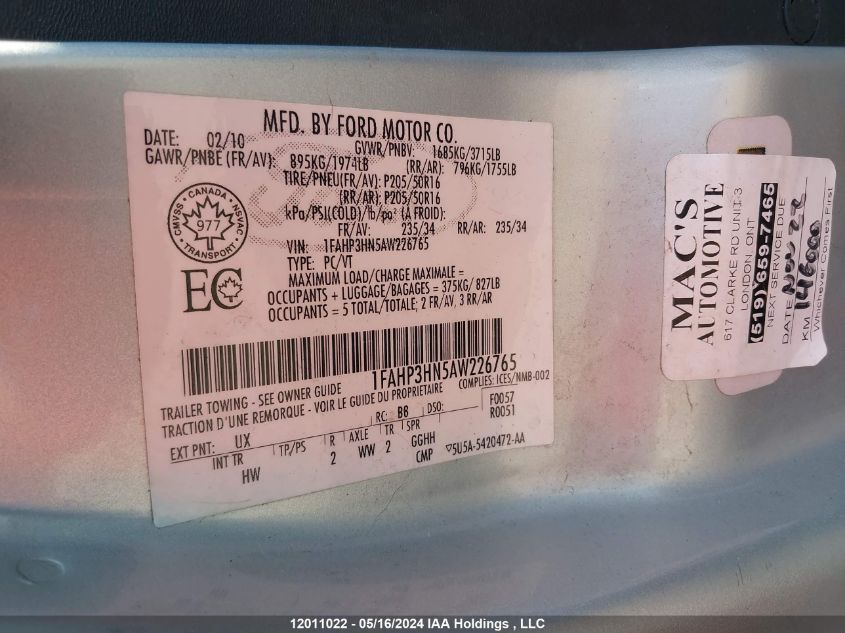 MFD. BY FORD MOTOR CO.
DATE: 02/10 GVWR/PNBV: 1685KG/3715LB
GAWR/PNBE (FR/AV): 895KG/1974LB (RR/AR): 796KG/1755LB
TIRE/PNEU(FR/AV): P205/50R16
(RR/AR): P205/50R16
kPa/PSI(COLD)/lb/po² (A FROID):
FR/AV: 235/34 RR/AR: 235/34
VIN: 1FAHP3HN5AW226765
TYPE: PC/VT
MAXIMUM LOAD/CHARGE MAXIMALE =
OCCUPANTS + LUGGAGE/BAGAGES = 375KG/ 827LB
OCCUPANTS = 5 TOTAL/TOTALE; 2 FR/AV, 3 RR/AR
CANADA
CMVSS NSVAC
977
TRANSPORT
EC
1FAHP3HN5AW226765
TRAILER TOWING - SEE OWNER GUIDE COMPLIES: ICES/NMB-002
TRACTION D'UNE REMORQUE - VOIR LE GUIDE DU PROPRIETAIRE
RC: BB DSO: F0057
R0051
EXT PNT: UX TP/PS R AXLE TR SPR
INT TR 2 WW 2 GGHH
HW CMP 5U5A-5420472-AA
MAC'S
AUTOMOTIVE
617 CLARKE RD UNIT 3
LONDON, ONT
(519) 659-7465
NEXT SERVICE DUE
DATE Nov 22
KM 146000
Whichever Comes First
12011022 - 05/16/2024 IAA Holdings , LLC